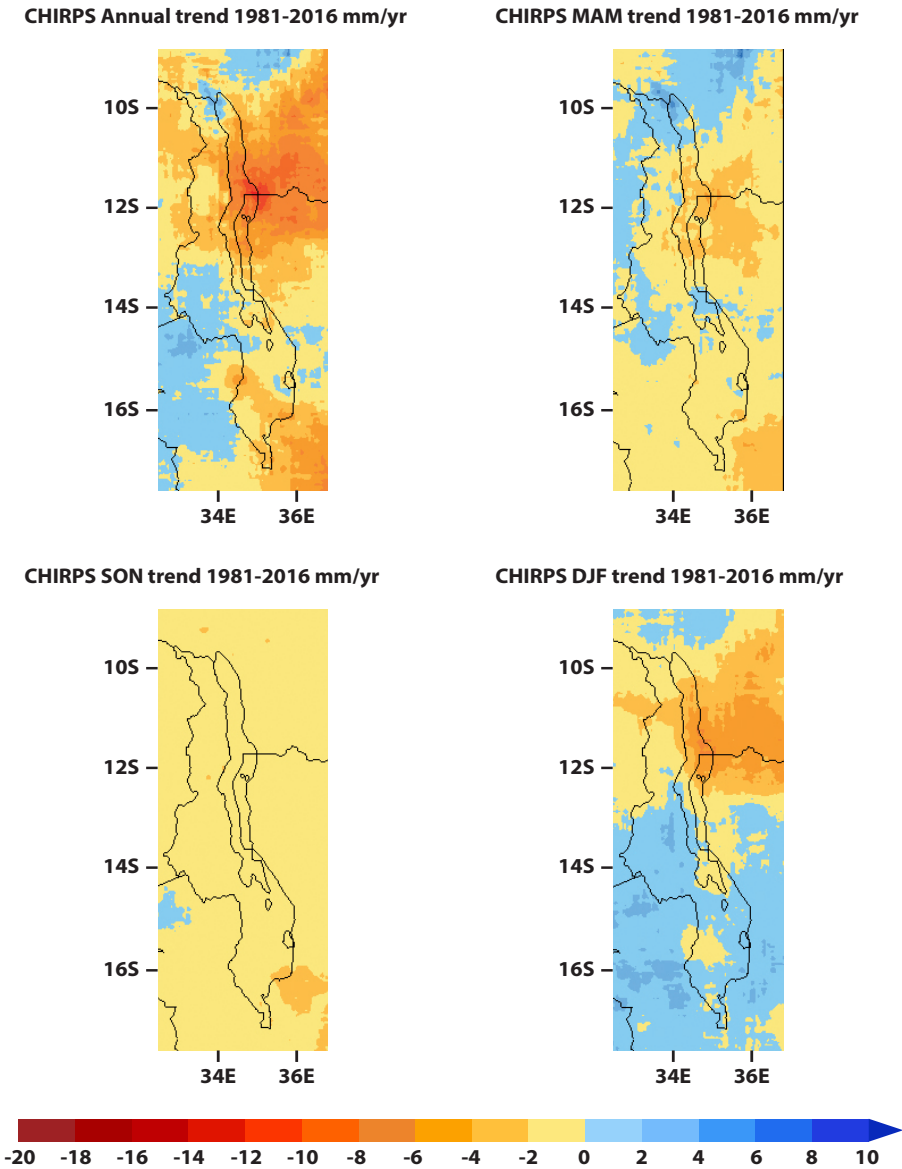 CHIRPS Annual trend 1981-2016 mm/yr
10S
12S
14S
16S
34E 36E
CHIRPS MAM trend 1981-2016 mm/yr
10S
12S
14S
16S
34E 36E
CHIRPS SON trend 1981-2016 mm/yr
10S
12S
14S
16S
34E 36E
CHIRPS DJF trend 1981-2016 mm/yr
10S
12S
14S
16S
34E 36E
-20 -18 -16 -14 -12 -10 -8 -6 -4 -2 0 2 4 6 8 10